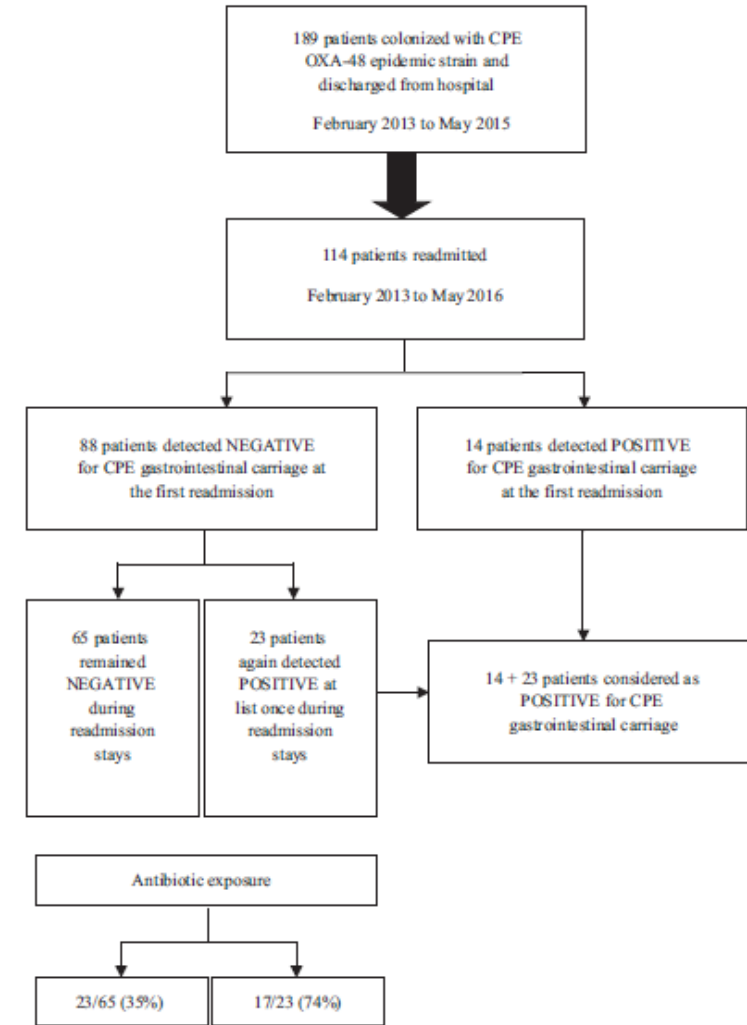 189 patients colonized with CPE
OXA-48 epidemic strain and
discharged from hospital
February 2013 to May 2015
114 patients readmitted
February 2013 to May 2016
88 patients detected NEGATIVE
for CPE gastrointestinal carriage at
the first readmission
14 patients detected POSITIVE
for CPE gastrointestinal carriage
at the first readmission
65 patients
remained
NEGATIVE
during
readmission
stays
23 patients
again detected
POSITIVE at
list once during
readmission
stays
14 + 23 patients considered as
POSITIVE for CPE
gastrointestinal carriage
Antibiotic exposure
23/65 (35%)
17/23 (74%)